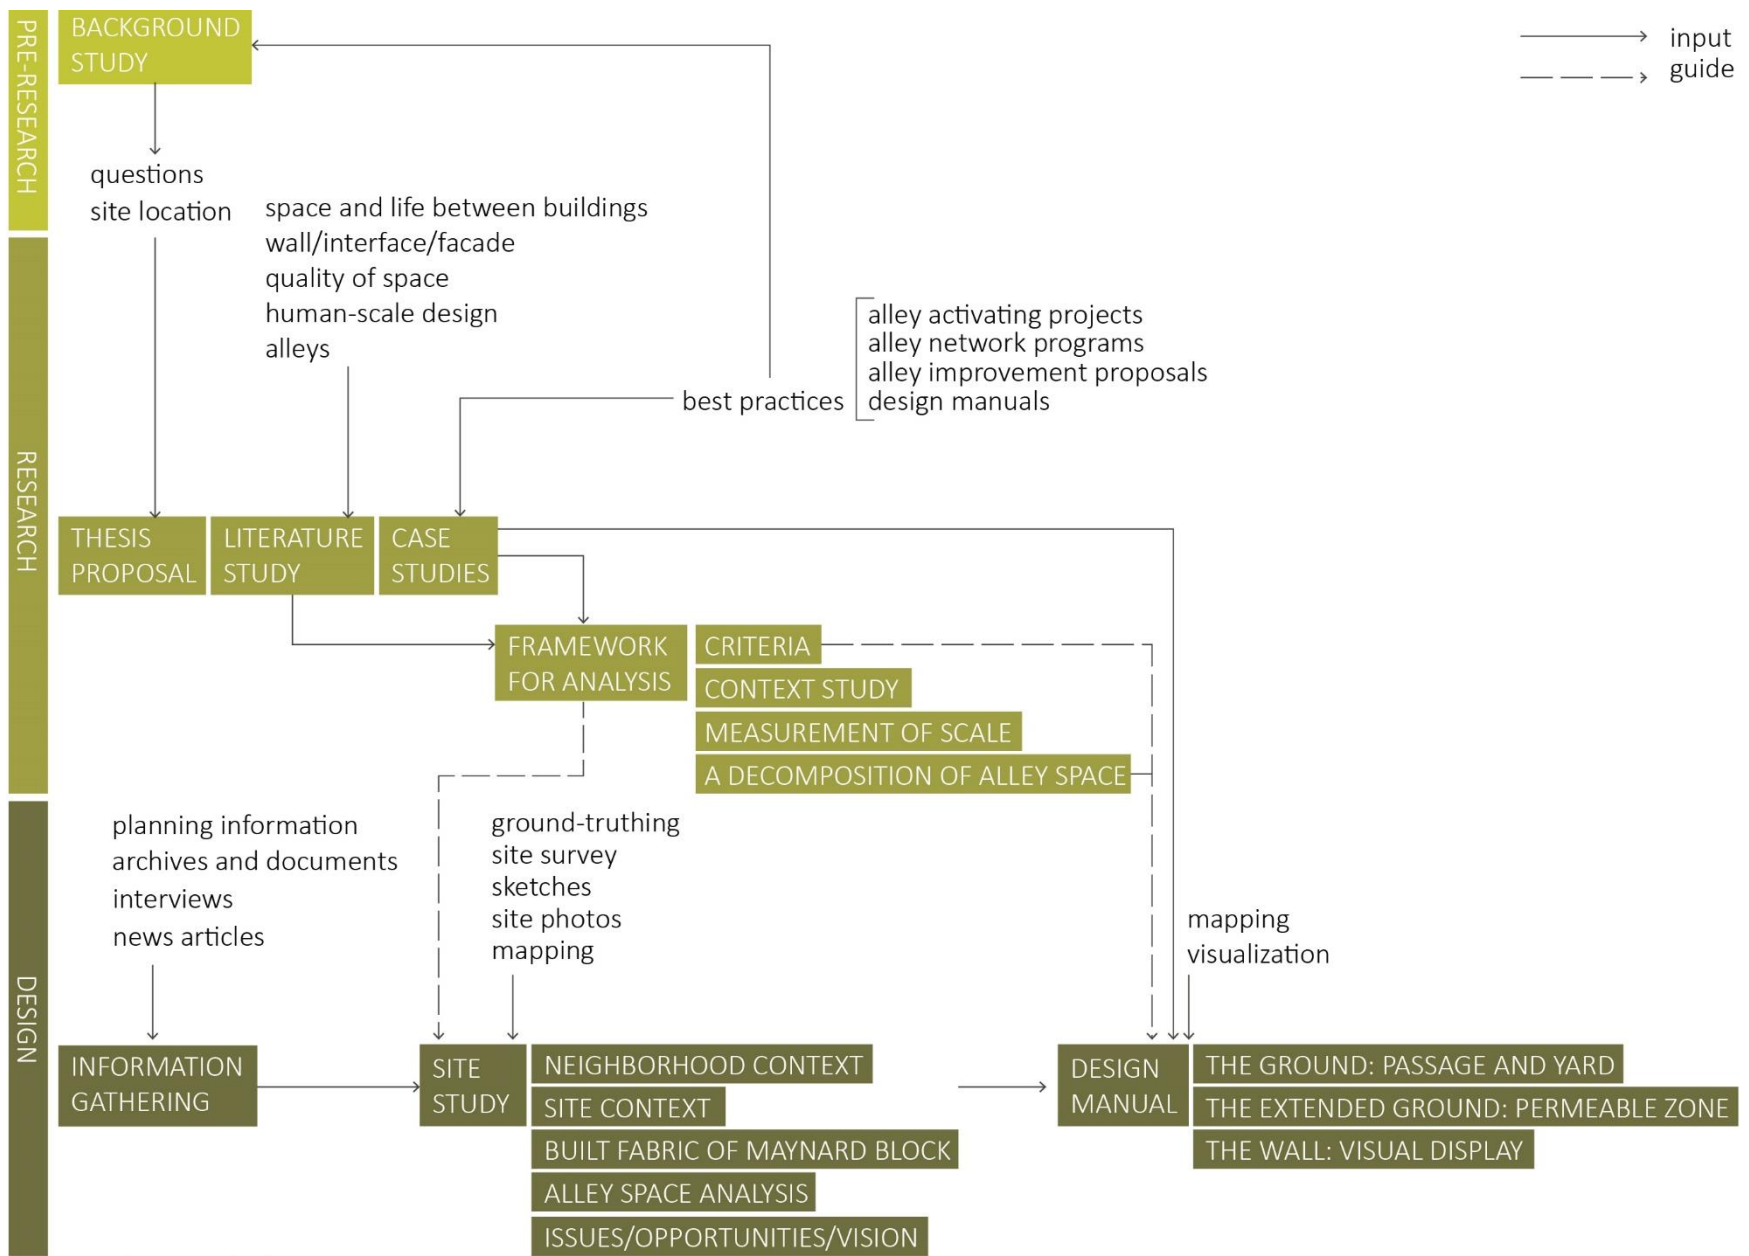 PRE-RESEARCH
BACKGROUND
STUDY
input
guide
questions
site location
space and life between buildings
wall/interface/facade
quality of space
human-scale design
alleys
best practices
alley activating projects
alley network programs
alley improvement proposals
design manuals
RESEARCH
THESIS
PROPOSAL
LITERATURE
STUDY
CASE
STUDIES
FRAMEWORK
FOR ANALYSIS
CRITERIA
CONTEXT STUDY
MEASUREMENT OF SCALE
A DECOMPOSITION OF ALLEY SPACE
DESIGN
planning information
archives and documents
interviews
news articles
ground-truthing
site survey
sketches
site photos
mapping
mapping
visualization
INFORMATION
GATHERING
SITE
STUDY
NEIGHBORHOOD CONTEXT
SITE CONTEXT
BUILT FABRIC OF MAYNARD BLOCK
ALLEY SPACE ANALYSIS
ISSUES/OPPORTUNITIES/VISION
DESIGN
MANUAL
THE GROUND: PASSAGE AND YARD
THE EXTENDED GROUND: PERMEABLE ZONE
THE WALL: VISUAL DISPLAY